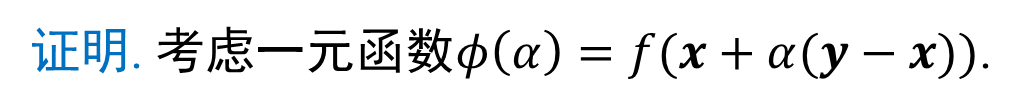 证明. 考虑一元函数𝜙(𝛼) = 𝑓(𝒙 + 𝛼(𝒚 − 𝒙)).